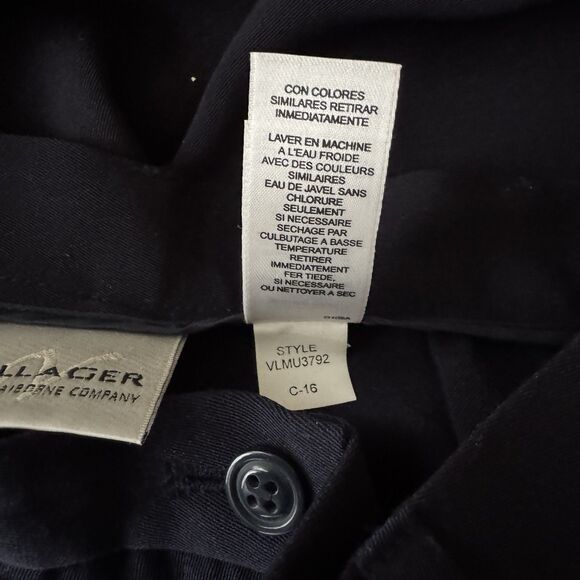 CON COLORES
SIMILARES RETIRAR
INMEDIATAMENTE
LAVER EN MACHINE
A L'EAU FROIDE
AVEC DES COULEURS
SIMILAIRES
EAU DE JAVEL SANS
CHLORURE
SEULEMENT
SI NECESSAIRE
SECHAGE PAR
CULBUTAGE A BASSE
TEMPERATURE
RETIRER
IMMEDIATEMENT
FER TIEDE,
SI NECESSAIRE
OU NETTOYER A SEC
STYLE
VLMU3792
C-16
LLAGER
AIBORNE COMPANY